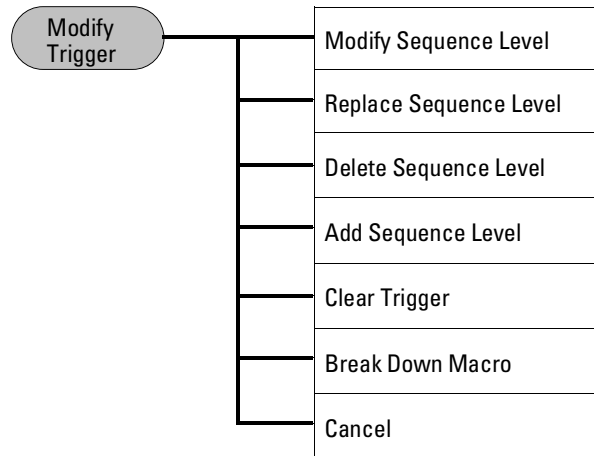 Modify
Trigger
Modify Sequence Level
Replace Sequence Level
Delete Sequence Level
Add Sequence Level
Clear Trigger
Break Down Macro
Cancel